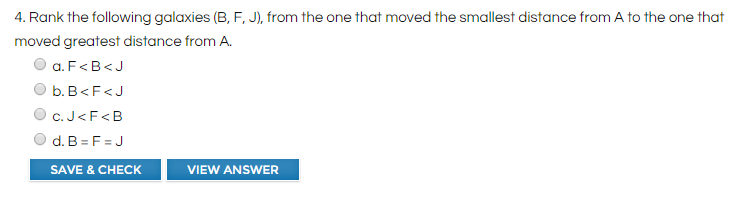 4. Rank the following galaxies (B, F, J), from the one that moved the smallest distance from A to the one that
moved greatest distance from A.
a. F < B < J
b. B < F < J
c. J < F < B
d. B = F = J
SAVE & CHECK VIEW ANSWER